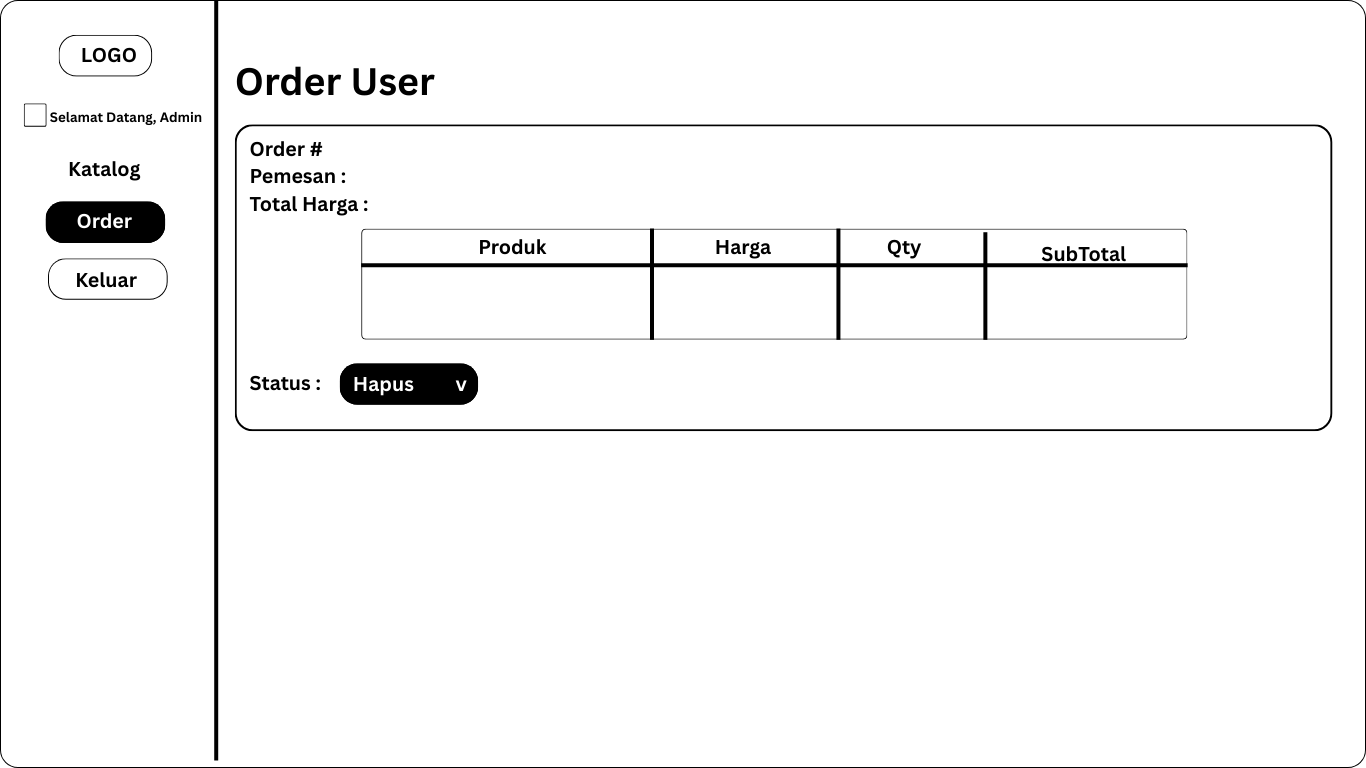 LOGO
Selamat Datang, Admin
Katalog
Order
Keluar
Order User
Order #
Pemesan :
Total Harga :
Produk Harga Qty SubTotal
Status : Hapus v